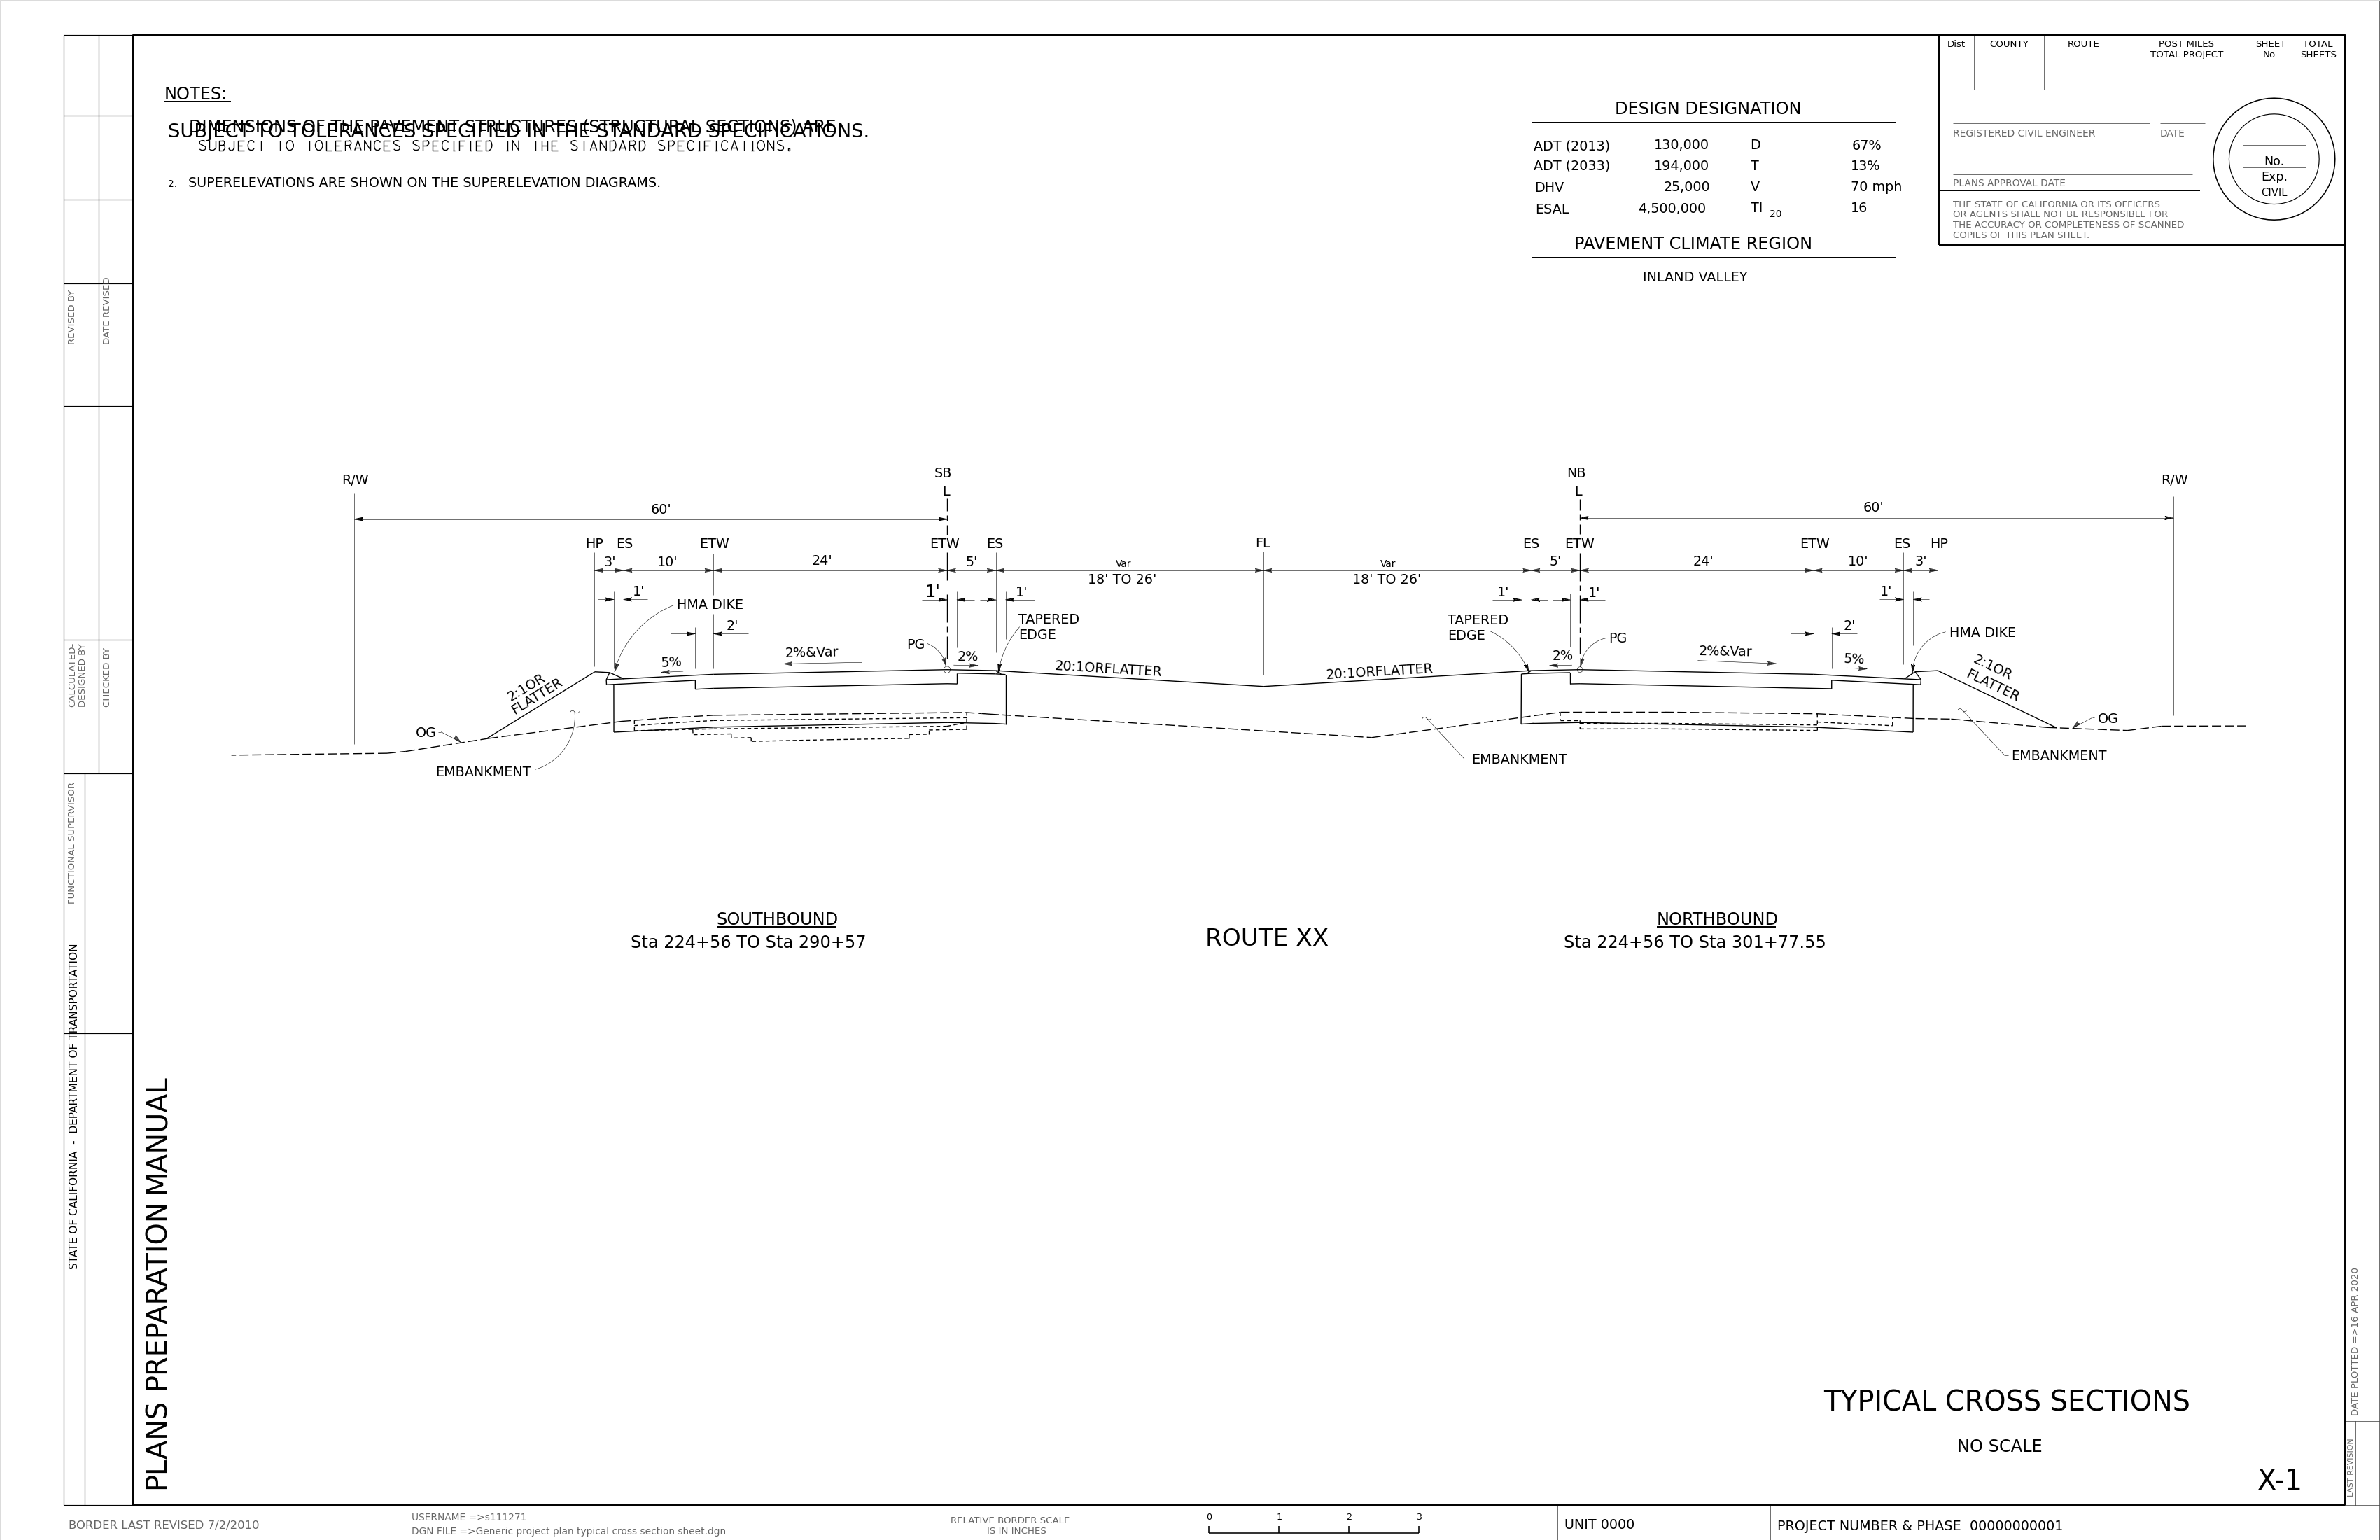 Dist COUNTY ROUTE POST MILES TOTAL PROJECT SHEET No. TOTAL SHEETS
REGISTERED CIVIL ENGINEER DATE
PLANS APPROVAL DATE
No.
Exp.
CIVIL
THE STATE OF CALIFORNIA OR ITS OFFICERS
OR AGENTS SHALL NOT BE RESPONSIBLE FOR
THE ACCURACY OR COMPLETENESS OF SCANNED
COPIES OF THIS PLAN SHEET.
NOTES:
DIMENSIONS OF THE PAVEMENT STRUCTURES (STRUCTURAL SECTIONS) ARE
SUBJECT TO TOLERANCES SPECIFIED IN THE STANDARD SPECIFICATIONS.
SUBJECT TO TOLERANCES SPECIFIED IN THE STANDARD SPECIFICATIONS.
2. SUPERELEVATIONS ARE SHOWN ON THE SUPERELEVATION DIAGRAMS.
DESIGN DESIGNATION
ADT (2013) 130,000 D 67%
ADT (2033) 194,000 T 13%
DHV 25,000 V 70 mph
ESAL 4,500,000 TI 20 16
PAVEMENT CLIMATE REGION
INLAND VALLEY
R/W SB NB R/W
L L
60' 60'
HP ES ETW ETW ES FL ES ETW ETW ES HP
3' 10' 24' 5' Var Var 5' 24' 10' 3'
18' TO 26' 18' TO 26'
1' 1' 1' 1' 1' 1'
HMA DIKE
2'
PG
TAPERED
EDGE
TAPERED
EDGE
PG
2'
HMA DIKE
2:1OR
FLATTER
5% 2%&Var 2% 20:1ORFLATTER 20:1ORFLATTER 2% 2%&Var 5%
2:1OR
FLATTER
OG OG
EMBANKMENT EMBANKMENT EMBANKMENT
SOUTHBOUND
Sta 224+56 TO Sta 290+57
ROUTE XX
NORTHBOUND
Sta 224+56 TO Sta 301+77.55
TYPICAL CROSS SECTIONS
NO SCALE
X-1
REVISED BY
DATE REVISED
CALCULATED-
DESIGNED BY
CHECKED BY
FUNCTIONAL SUPERVISOR
STATE OF CALIFORNIA - DEPARTMENT OF TRANSPORTATION
PLANS PREPARATION MANUAL
DATE PLOTTED =>16-APR-2020
LAST REVISION
BORDER LAST REVISED 7/2/2010
USERNAME =>s111271
DGN FILE =>Generic project plan typical cross section sheet.dgn
RELATIVE BORDER SCALE
IS IN INCHES
0 1 2 3
UNIT 0000
PROJECT NUMBER & PHASE 00000000001